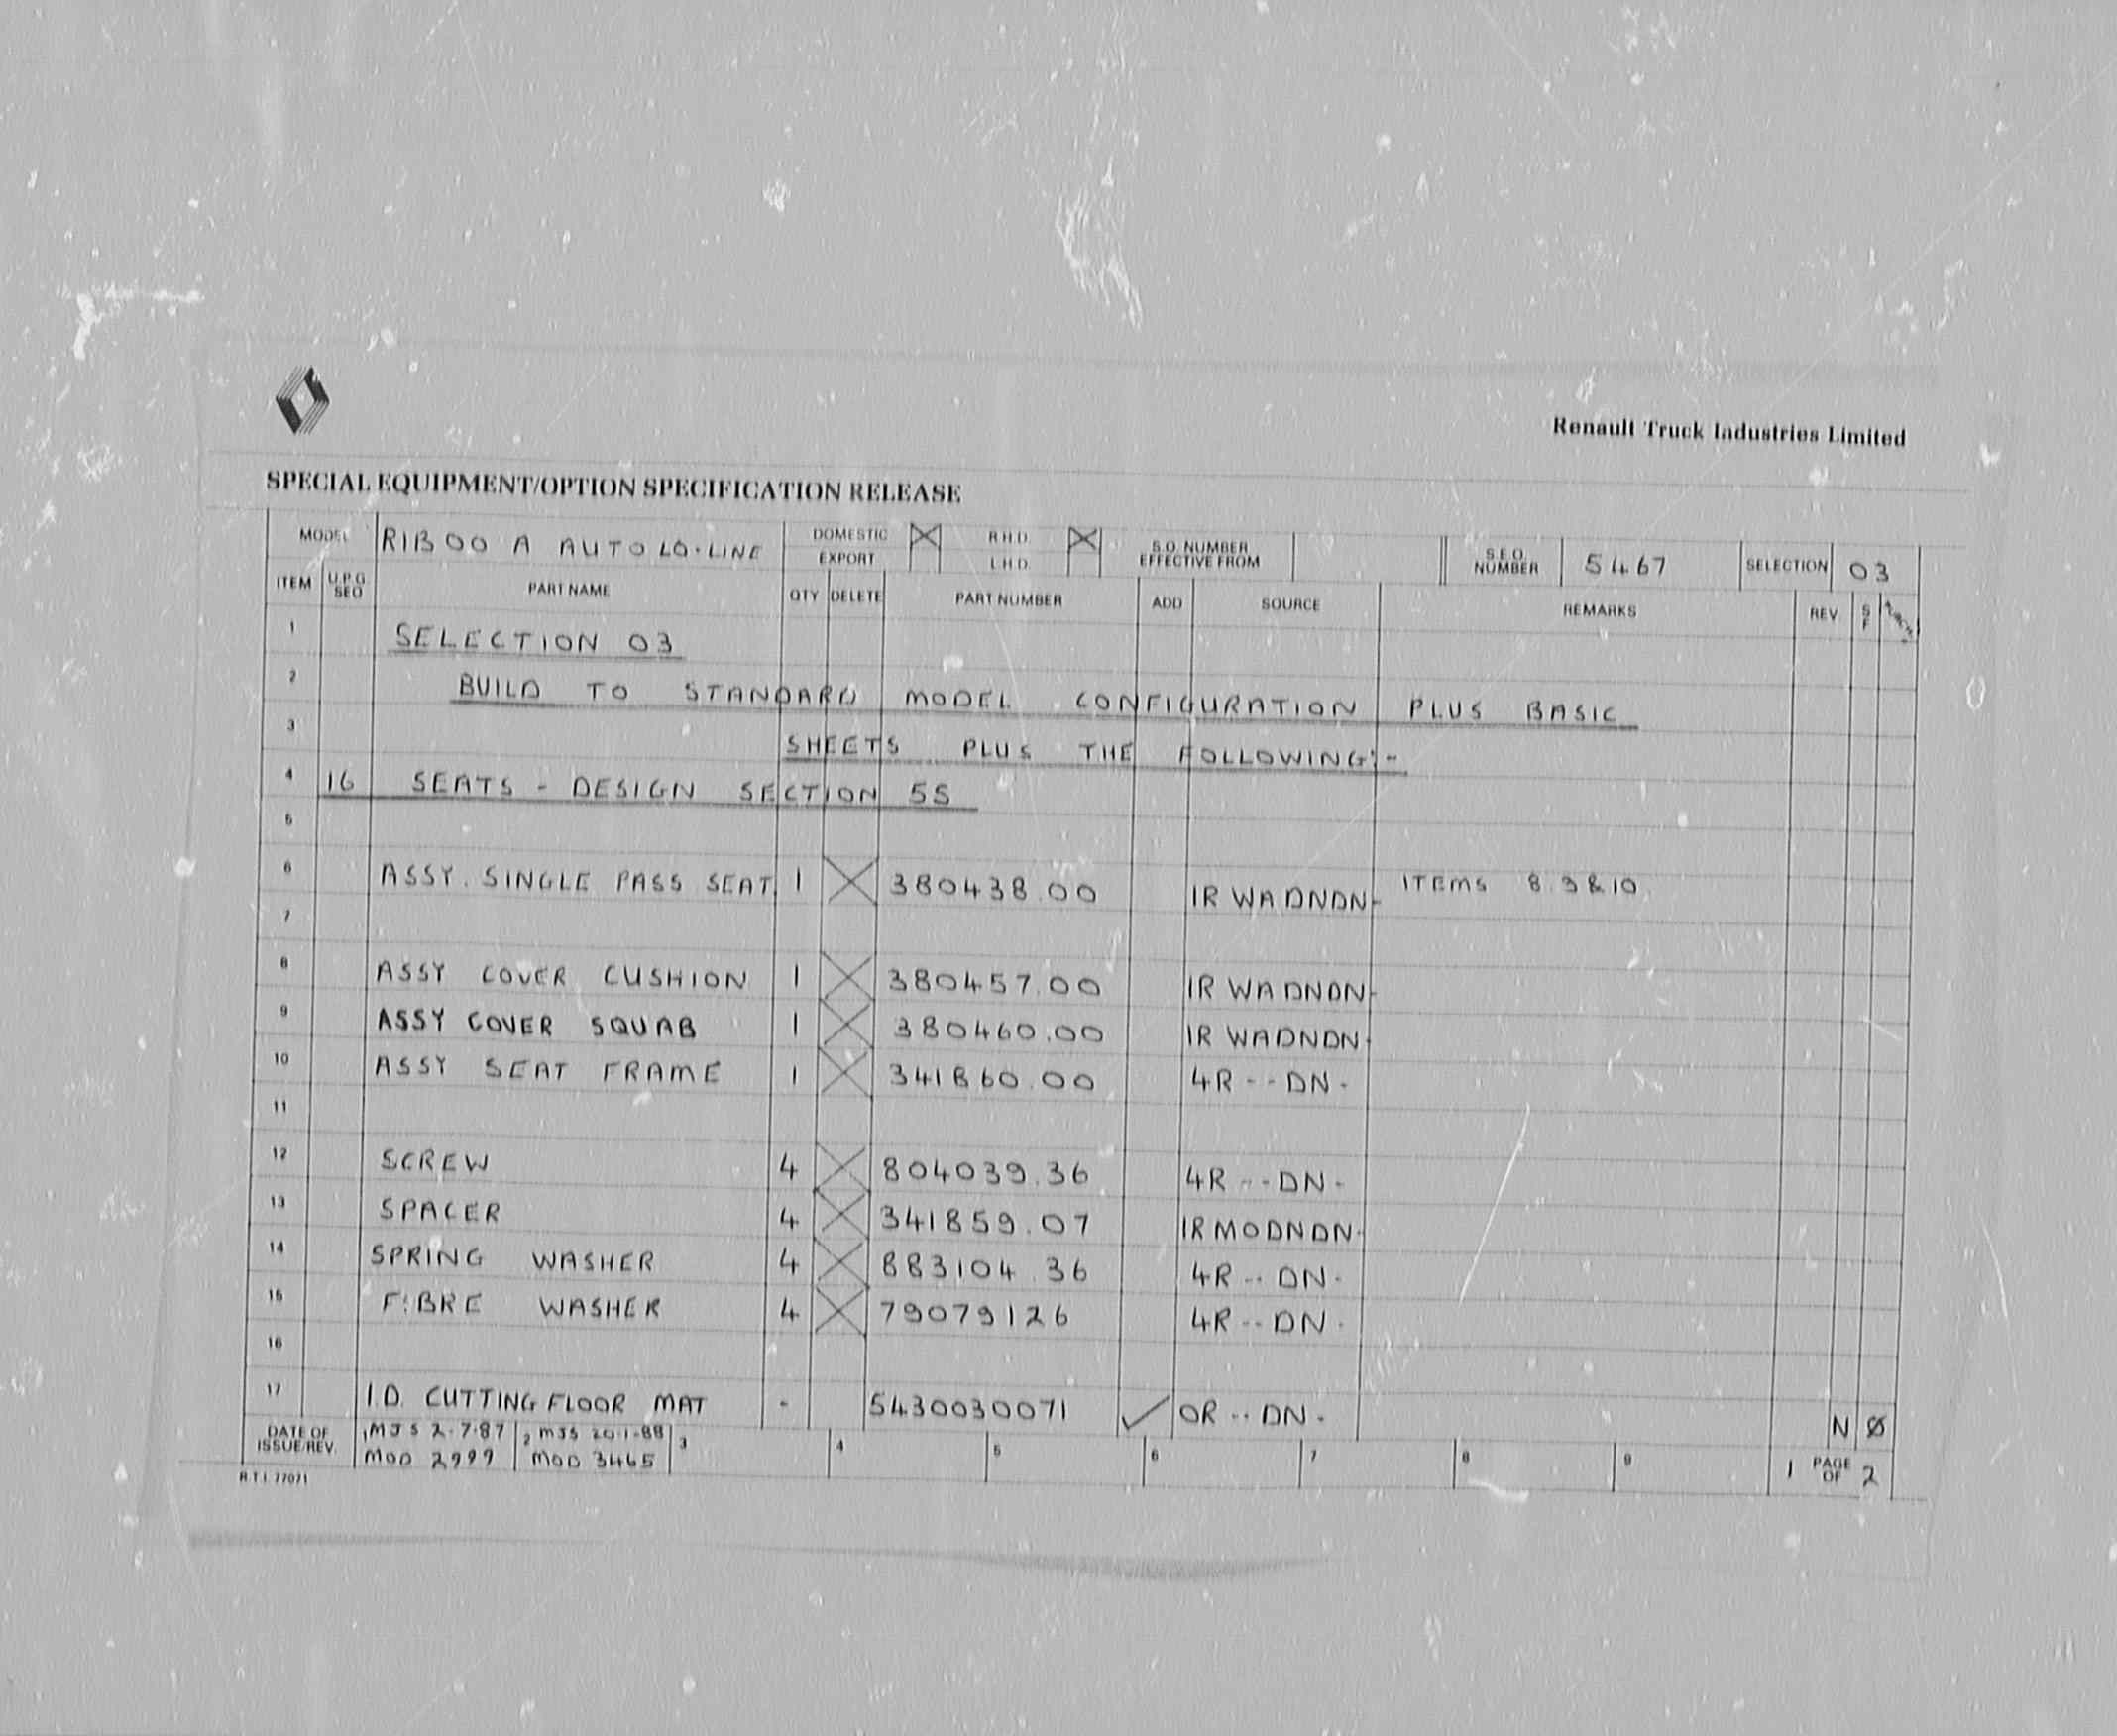 Renault Truck Industries Limited
SPECIAL EQUIPMENT/OPTION SPECIFICATION RELEASE
MODEL R1B00 A AUTO LO-LINE DOMESTIC EXPORT R.H.D. L.H.D. S.O. NUMBER EFFECTIVE FROM S.E.O. NUMBER 5467 SELECTION 03
ITEM U.P.G SEQ PART NAME QTY DELETE PART NUMBER ADD SOURCE REMARKS REV S F
1 SELECTION 03
2 BUILD TO STANDARD MODEL CONFIGURATION PLUS BASIC
3 SHEETS PLUS THE FOLLOWING:-
4 16 SEATS - DESIGN SECTION 5S
5
6 ASSY. SINGLE PASS SEAT 1 380438.00 1R WADNDN- ITEMS 8.9&10.
7
8 ASSY COVER CUSHION 1 380457.00 1R WADNDN-
9 ASSY COVER SQUAB 1 380460.00 1R WADNDN-
10 ASSY SEAT FRAME 1 341860.00 4R--DN-
11
12 SCREW 4 804039.36 4R--DN-
13 SPACER 4 341859.07 1RMODNDN-
14 SPRING WASHER 4 883104.36 4R--DN-
15 FIBRE WASHER 4 79079126 4R--DN-
16
17 I.D. CUTTING FLOOR MAT - 5430030071 ✓ OR--DN- N Ø
DATE OF ISSUE/REV. 1 MJS 2.7.87 2 MJS 20.1.88 3 4 5 6 7 8 9 1 PAGE OF 2
MOD 2999 MOD 3465
R.T.I. 77071